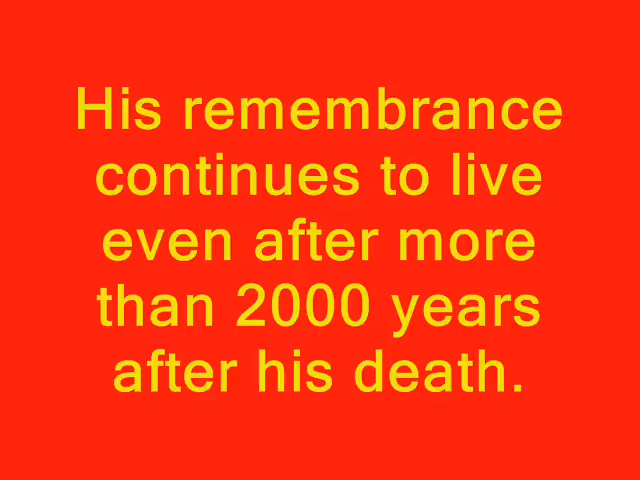 His remembrance
continues to live
even after more
than 2000 years
after his death.